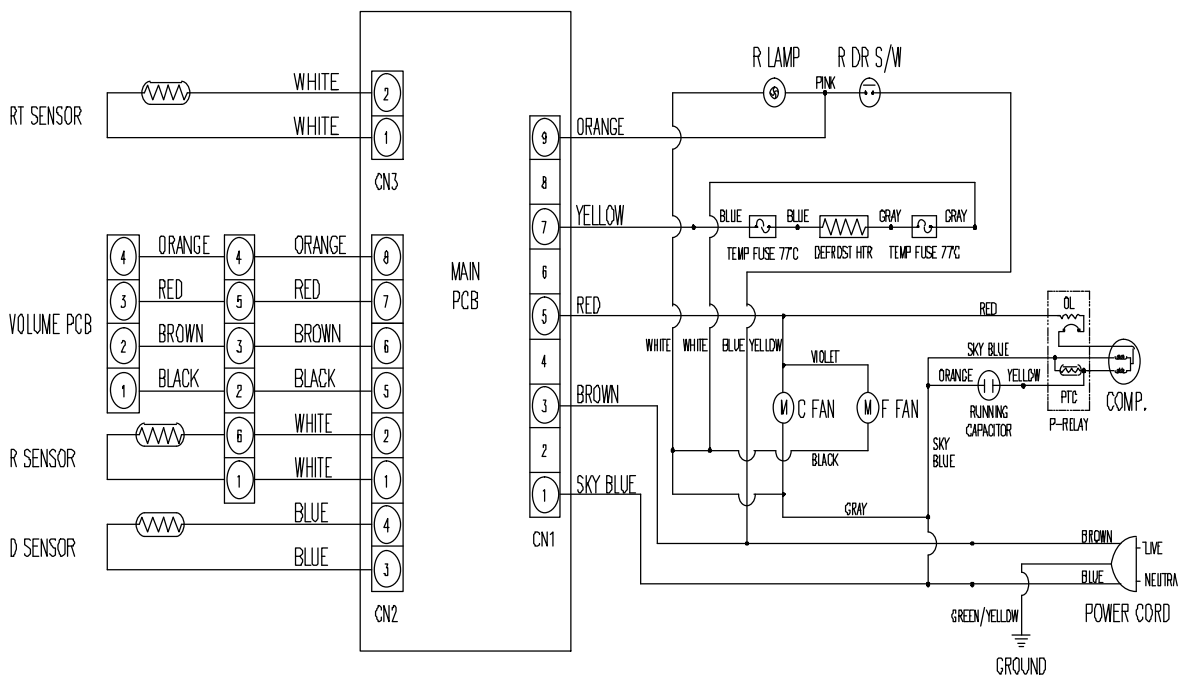 R LAMP
R DR S/W
PINK
RT SENSOR
WHITE
2
WHITE
1
CN3
MAIN
PCB
9
ORANGE
8
7
YELLOW
6
5
RED
4
3
BROWN
2
1
SKY BLUE
CN1
BLUE
BLUE
GRAY
GRAY
TEMP FUSE 77°C
DEFROST HTR
TEMP FUSE 77°C
VOLUME PCB
4
ORANGE
4
ORANGE
8
3
RED
5
RED
7
2
BROWN
3
BROWN
6
1
BLACK
2
BLACK
5
R SENSOR
6
WHITE
2
1
WHITE
1
D SENSOR
BLUE
4
BLUE
3
CN2
WHITE
WHITE
BLUE
YELLOW
VIOLET
M
C FAN
M
F FAN
BLACK
GRAY
RED
OL
SKY BLUE
ORANGE
YELLOW
PTC
RUNNING
CAPACITOR
P-RELAY
COMP.
SKY
BLUE
BROWN
LIVE
BLUE
NEUTRA
POWER CORD
GREEN/YELLOW
GROUND